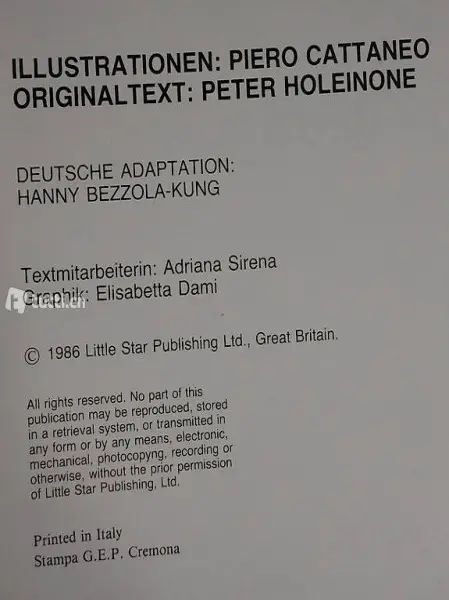 ILLUSTRATIONEN: PIERO CATTANEO
ORIGINALTEXT: PETER HOLEINONE
DEUTSCHE ADAPTATION:
HANNY BEZZOLA-KUNG
Textmitarbeiterin: Adriana Sirena
Graphik: Elisabetta Dami
tutti.ch
© 1986 Little Star Publishing Ltd., Great Britain.
All rights reserved. No part of this
publication may be reproduced, stored
in a retrieval system, or transmitted in
any form or by any means, electronic,
mechanical, photocopyng, recording or
otherwise, without the prior permission
of Little Star Publishing, Ltd.
Printed in Italy
Stampa G.E.P. Cremona